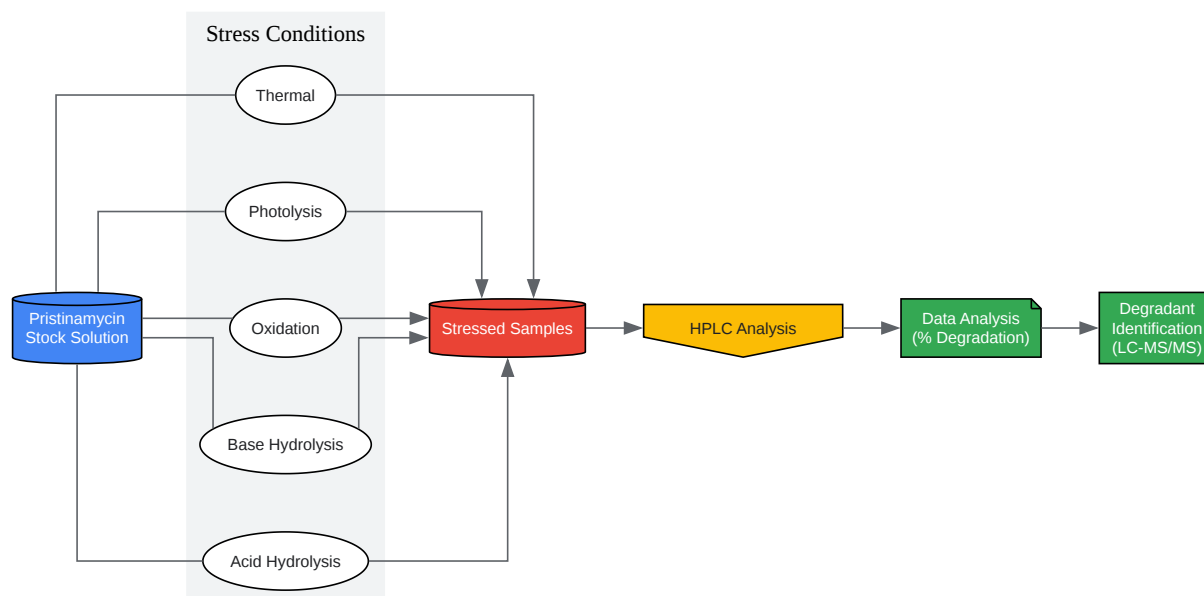 Stress Conditions
Thermal
Photolysis
Pristinamycin
Stock Solution
Oxidation
Stressed Samples
HPLC Analysis
Data Analysis
(% Degradation)
Degradant
Identification
(LC-MS/MS)
Base Hydrolysis
Acid Hydrolysis